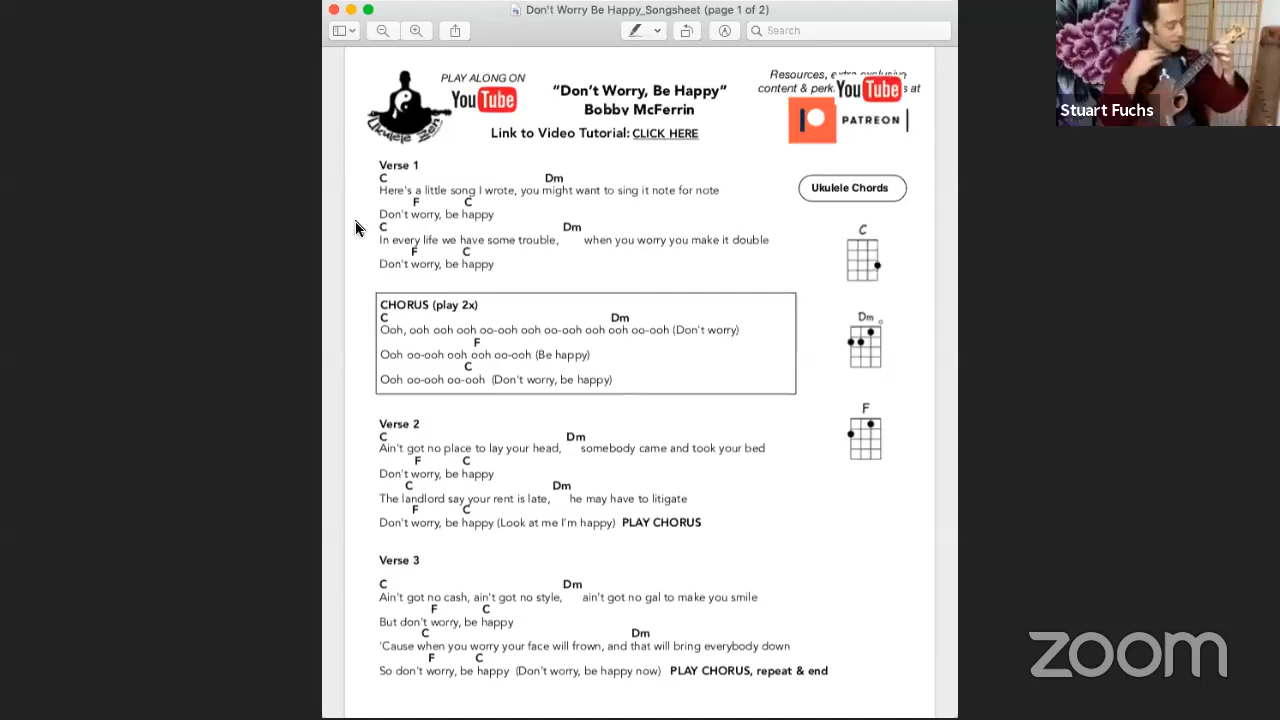 Don't Worry Be Happy_Songsheet (page 1 of 2)
Search
PLAY ALONG ON
YouTube
Ukulele Zen
"Don't Worry, Be Happy"
Bobby McFerrin
Link to Video Tutorial: CLICK HERE
Resources, extra exclusive
content & perks at
YouTube
PATREON
Stuart Fuchs
Verse 1
C Dm
Here's a little song I wrote, you might want to sing it note for note
F C
Don't worry, be happy
C Dm
In every life we have some trouble, when you worry you make it double
F C
Don't worry, be happy
CHORUS (play 2x)
C Dm
Ooh, ooh ooh ooh oo-ooh ooh oo-ooh ooh ooh oo-ooh (Don't worry)
F
Ooh oo-ooh ooh ooh oo-ooh (Be happy)
C
Ooh oo-ooh oo-ooh (Don't worry, be happy)
Verse 2
C Dm
Ain't got no place to lay your head, somebody came and took your bed
F C
Don't worry, be happy
C Dm
The landlord say your rent is late, he may have to litigate
F C
Don't worry, be happy (Look at me I'm happy) PLAY CHORUS
Verse 3
C Dm
Ain't got no cash, ain't got no style, ain't got no gal to make you smile
F C
But don't worry, be happy
C Dm
'Cause when you worry your face will frown, and that will bring everybody down
F C
So don't worry, be happy (Don't worry, be happy now) PLAY CHORUS, repeat & end
Ukulele Chords
C
Dm
F
zoom